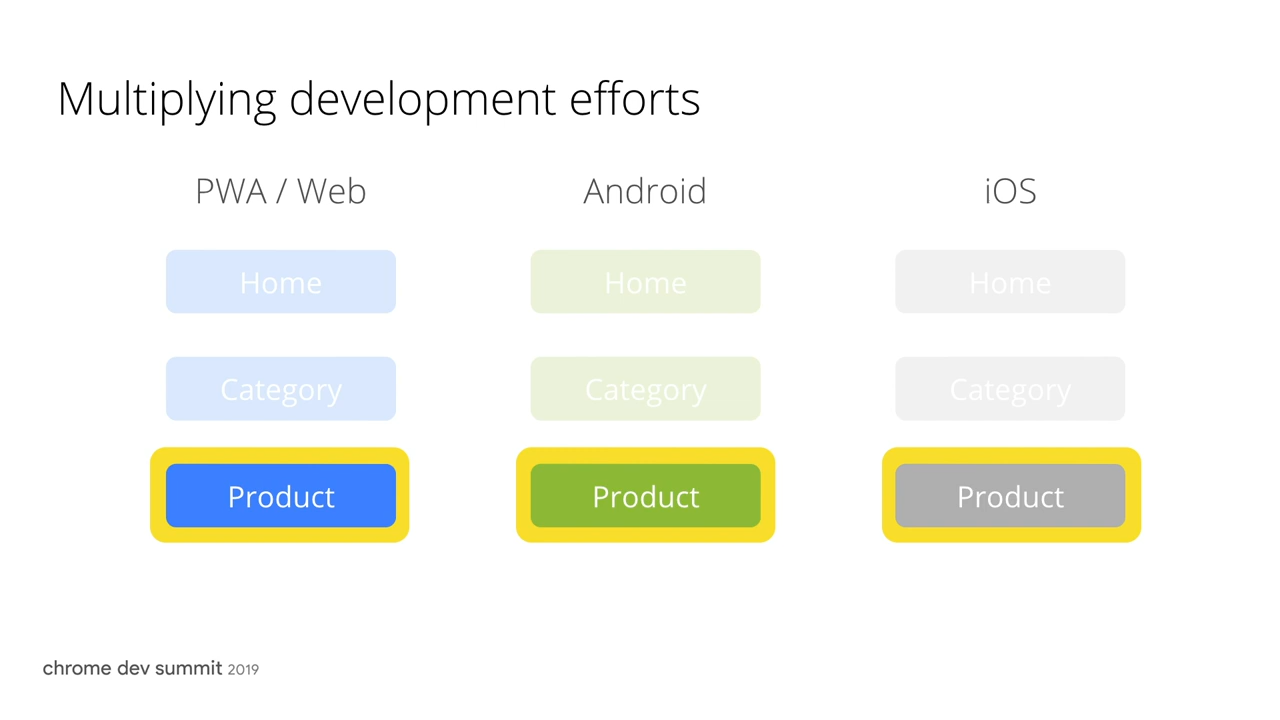 Multiplying development efforts
PWA / Web
Android
iOS
Home
Home
Home
Category
Category
Category
Product
Product
Product
chrome dev summit 2019